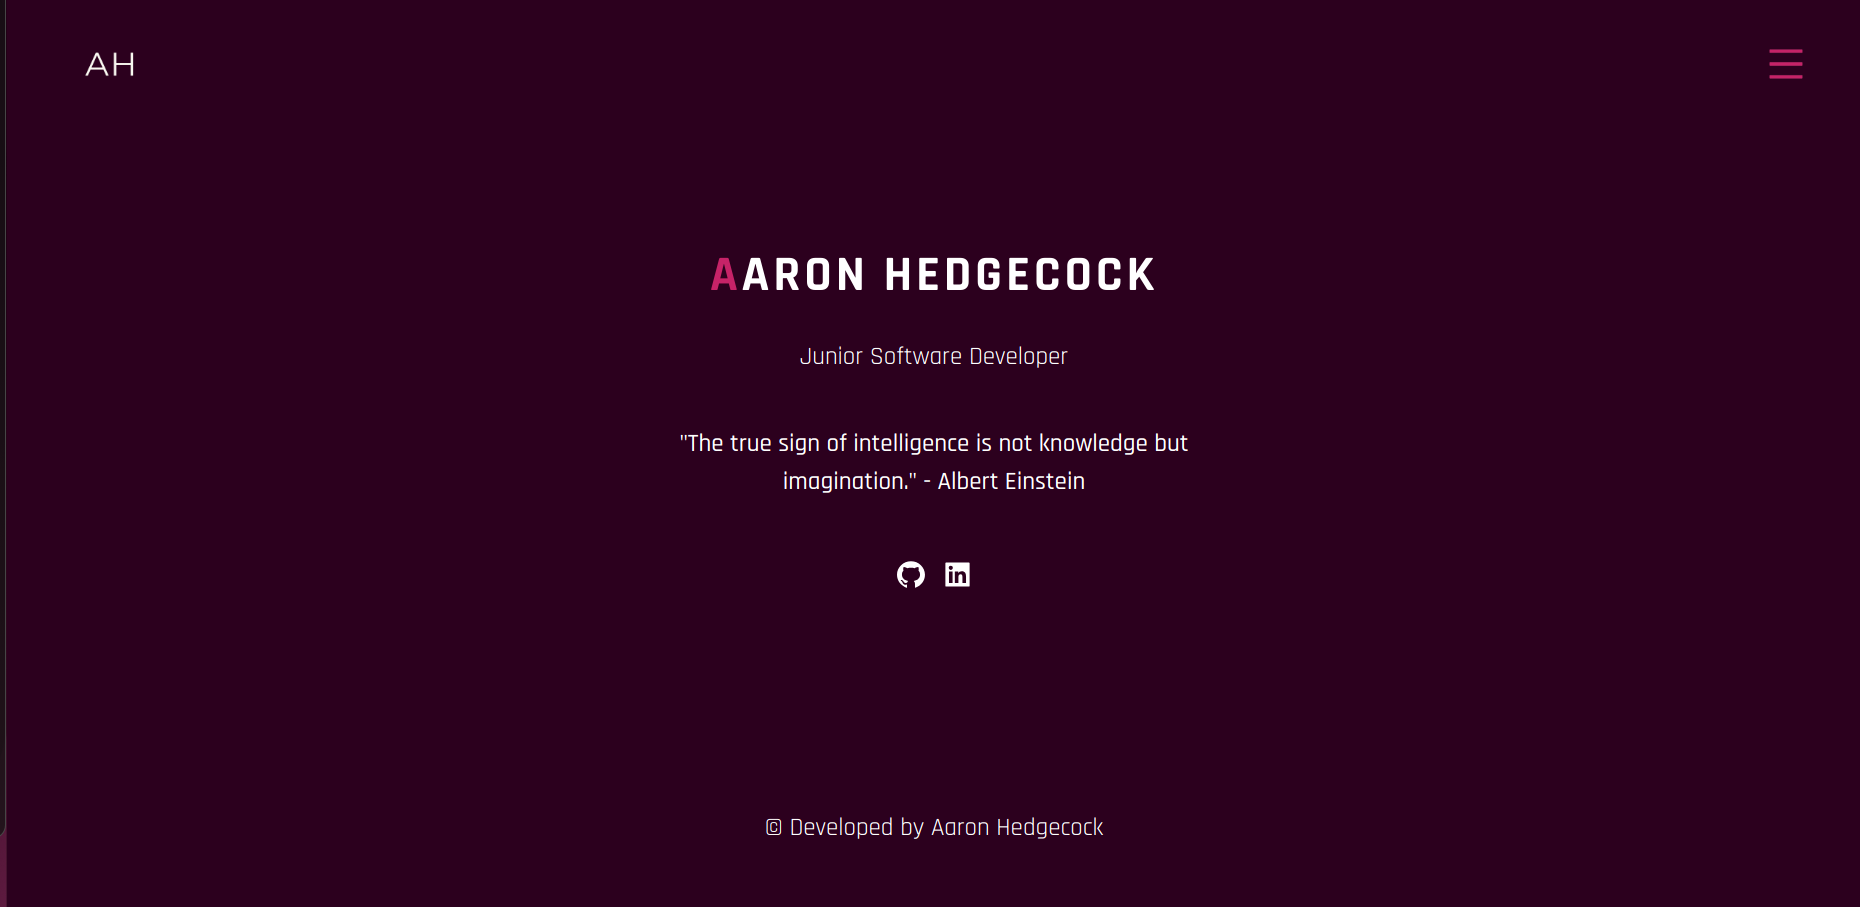 AH
AARON HEDGECOCK
Junior Software Developer
"The true sign of intelligence is not knowledge but
imagination." - Albert Einstein
in
© Developed by Aaron Hedgecock